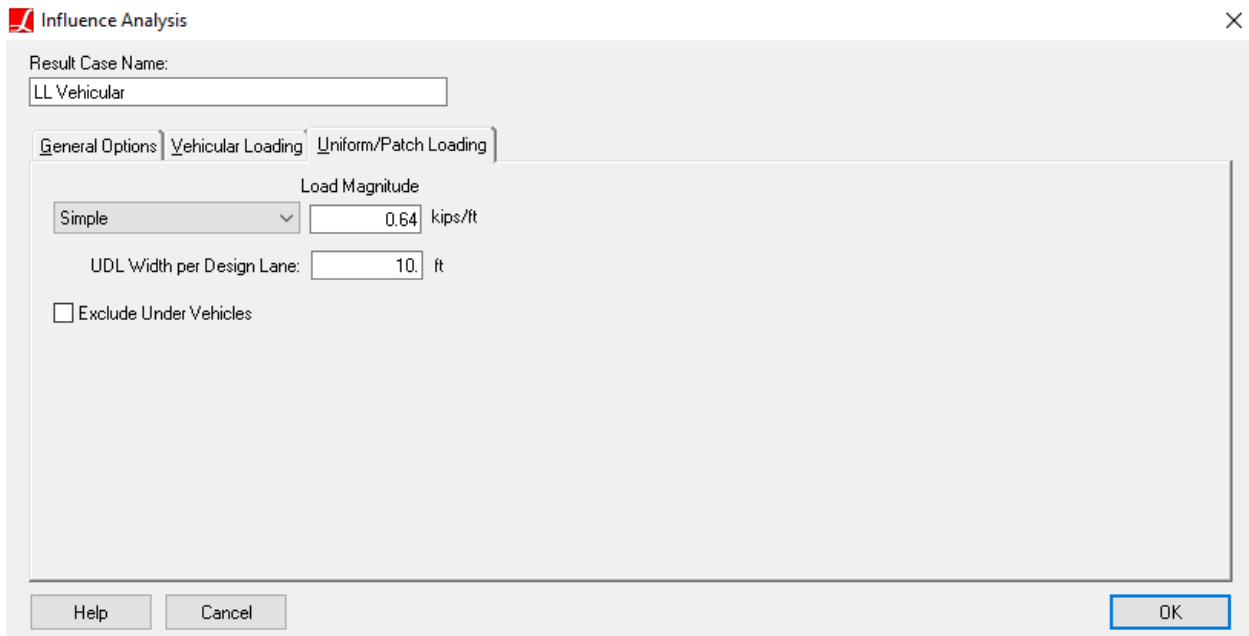 Influence Analysis
Result Case Name:
LL Vehicular
General Options Vehicular Loading Uniform/Patch Loading
Load Magnitude
Simple 0.64 kips/ft
UDL Width per Design Lane: 10. ft
Exclude Under Vehicles
Help Cancel OK